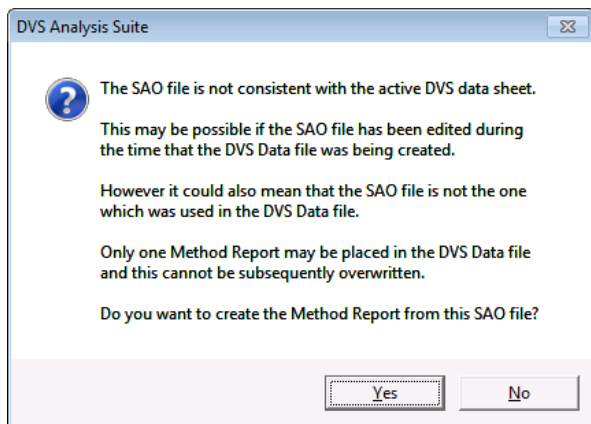 DVS Analysis Suite
The SAO file is not consistent with the active DVS data sheet.
This may be possible if the SAO file has been edited during
the time that the DVS Data file was being created.
However it could also mean that the SAO file is not the one
which was used in the DVS Data file.
Only one Method Report may be placed in the DVS Data file
and this cannot be subsequently overwritten.
Do you want to create the Method Report from this SAO file?
Yes No